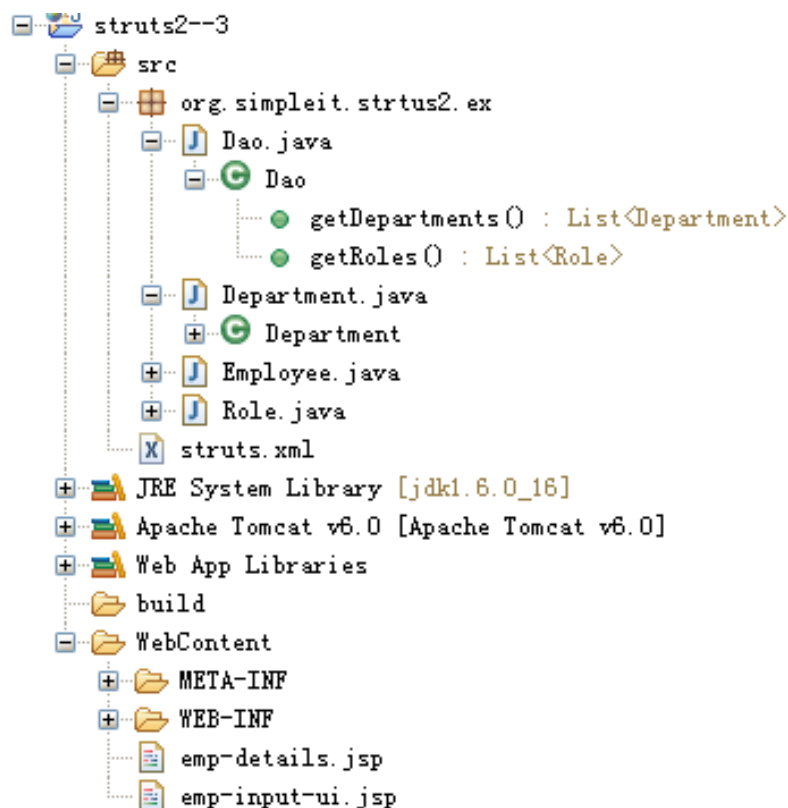 struts2--3
src
org.simpleit.strtus2.ex
Dao.java
Dao
getDepartments() : List<Department>
getRoles() : List<Role>
Department.java
Department
Employee.java
Role.java
struts.xml
JRE System Library [jdk1.6.0_16]
Apache Tomcat v6.0 [Apache Tomcat v6.0]
Web App Libraries
build
WebContent
META-INF
WEB-INF
emp-details.jsp
emp-input-ui.jsp